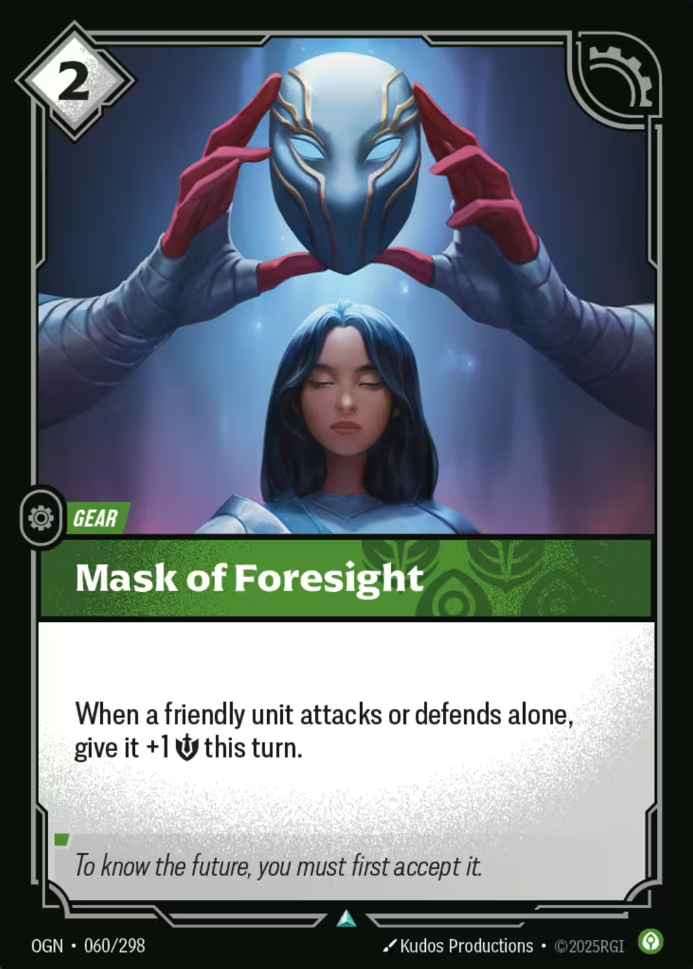 2
GEAR
Mask of Foresight
When a friendly unit attacks or defends alone,
give it +1 this turn.
To know the future, you must first accept it.
OGN • 060/298
Kudos Productions • ©2025RGI